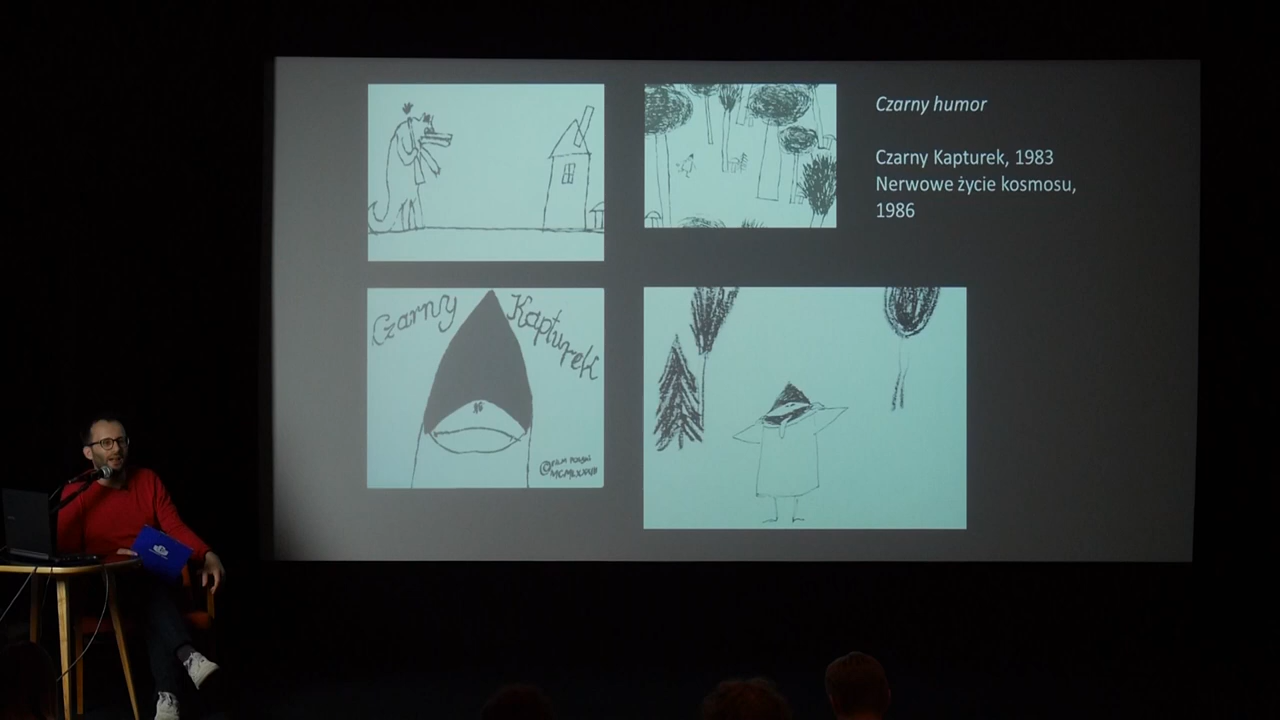 Czarny humor
Czarny Kapturek, 1983
Nerwowe życie kosmosu,
1986
Czarny Kapturek